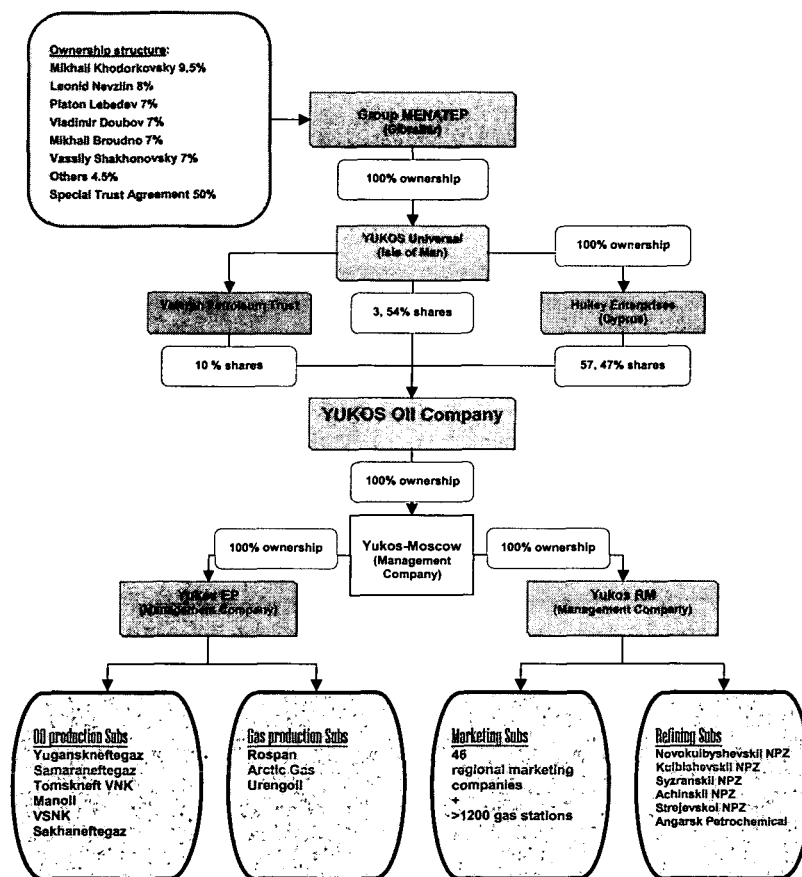 Ownership structure:
Mikhail Khodorkovsky 9,5%
Leonid Nevzlin 8%
Platon Lebedev 7%
Vladimir Doubov 7%
Mikhail Broudno 7%
Vassily Shakhonovsky 7%
Others 4.5%
Special Trust Agreement 50%
Group MENATEP
(Gibraltar)
100% ownership
YUKOS Universal
(Isle of Man)
100% ownership
Veteran Petroleum Trust
3, 54% shares
Hulley Enterprises
(Cyprus)
10 % shares
57, 47% shares
YUKOS Oil Company
100% ownership
Yukos-Moscow
(Management
Company)
100% ownership
100% ownership
Yukos EP
(Management Company)
Yukos RM
(Management Company)
Oil production Subs
Yuganskneftegaz
Samaraneftegaz
Tomskneft VNK
Manoil
VSNK
Sakhaneftegaz
Gas production Subs
Rospan
Arctic Gas
Urengoil
Marketing Subs
46
regional marketing
companies
+
>1200 gas stations
Refining Subs
Novokuibyshevskii NPZ
Kuibishevskii NPZ
Syzranskii NPZ
Achinskii NPZ
Strejevskoi NPZ
Angarsk Petrochemical